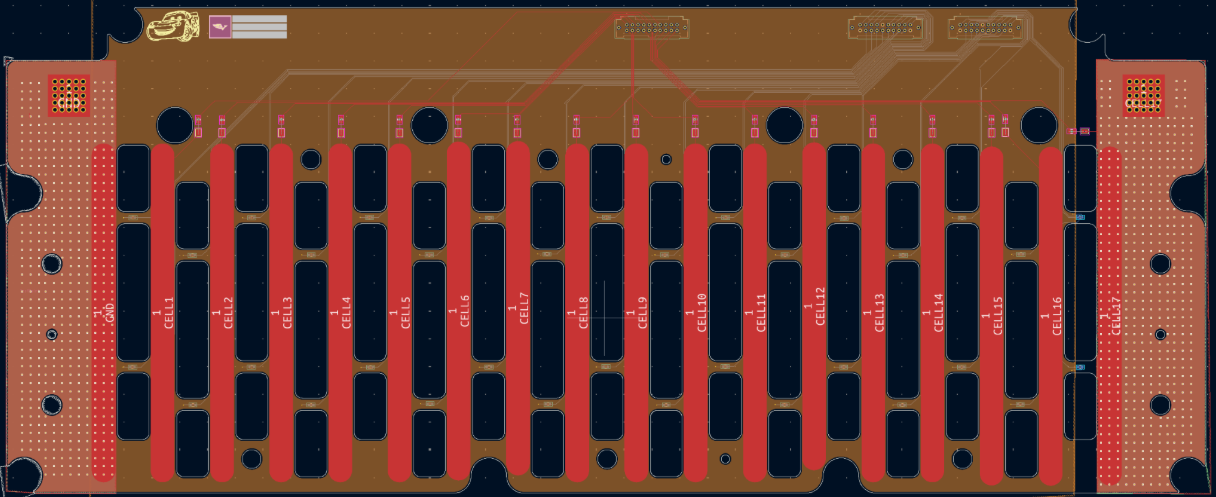 1
GND
1
CELL1
1
CELL2
1
CELL3
1
CELL4
1
CELL5
1
CELL6
1
CELL7
1
CELL8
1
CELL9
1
CELL10
1
CELL11
1
CELL12
1
CELL13
1
CELL14
1
CELL15
1
CELL16
1
CELL17